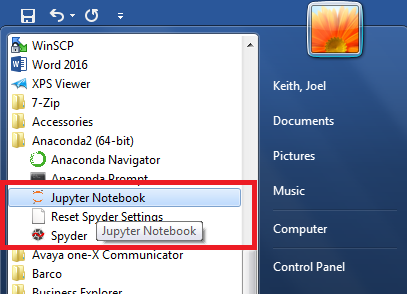 WinSCP
Word 2016
XPS Viewer
7-Zip
Accessories
Anaconda2 (64-bit)
Anaconda Navigator
Anaconda Prompt
Jupyter Notebook
Reset Spyder Settings
Spyder
Jupyter Notebook
Avaya one-X Communicator
Barco
Business Explorer
Keith, Joel
Documents
Pictures
Music
Computer
Control Panel